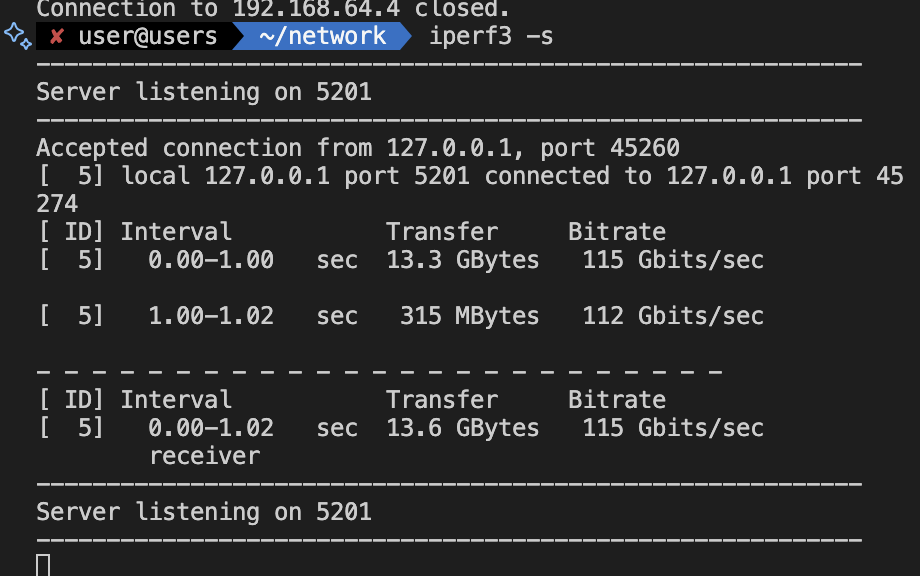 Connection to 192.168.64.4 closed.
✘ user@users ~/network iperf3 -s
-----------------------------------------------------------
Server listening on 5201
-----------------------------------------------------------
Accepted connection from 127.0.0.1, port 45260
[  5] local 127.0.0.1 port 5201 connected to 127.0.0.1 port 45
274
[ ID] Interval           Transfer     Bitrate
[  5]   0.00-1.00   sec  13.3 GBytes   115 Gbits/sec
[  5]   1.00-1.02   sec   315 MBytes   112 Gbits/sec
- - - - - - - - - - - - - - - - - - - - - - - - -
[ ID] Interval           Transfer     Bitrate
[  5]   0.00-1.02   sec  13.6 GBytes   115 Gbits/sec
        receiver
-----------------------------------------------------------
Server listening on 5201
-----------------------------------------------------------